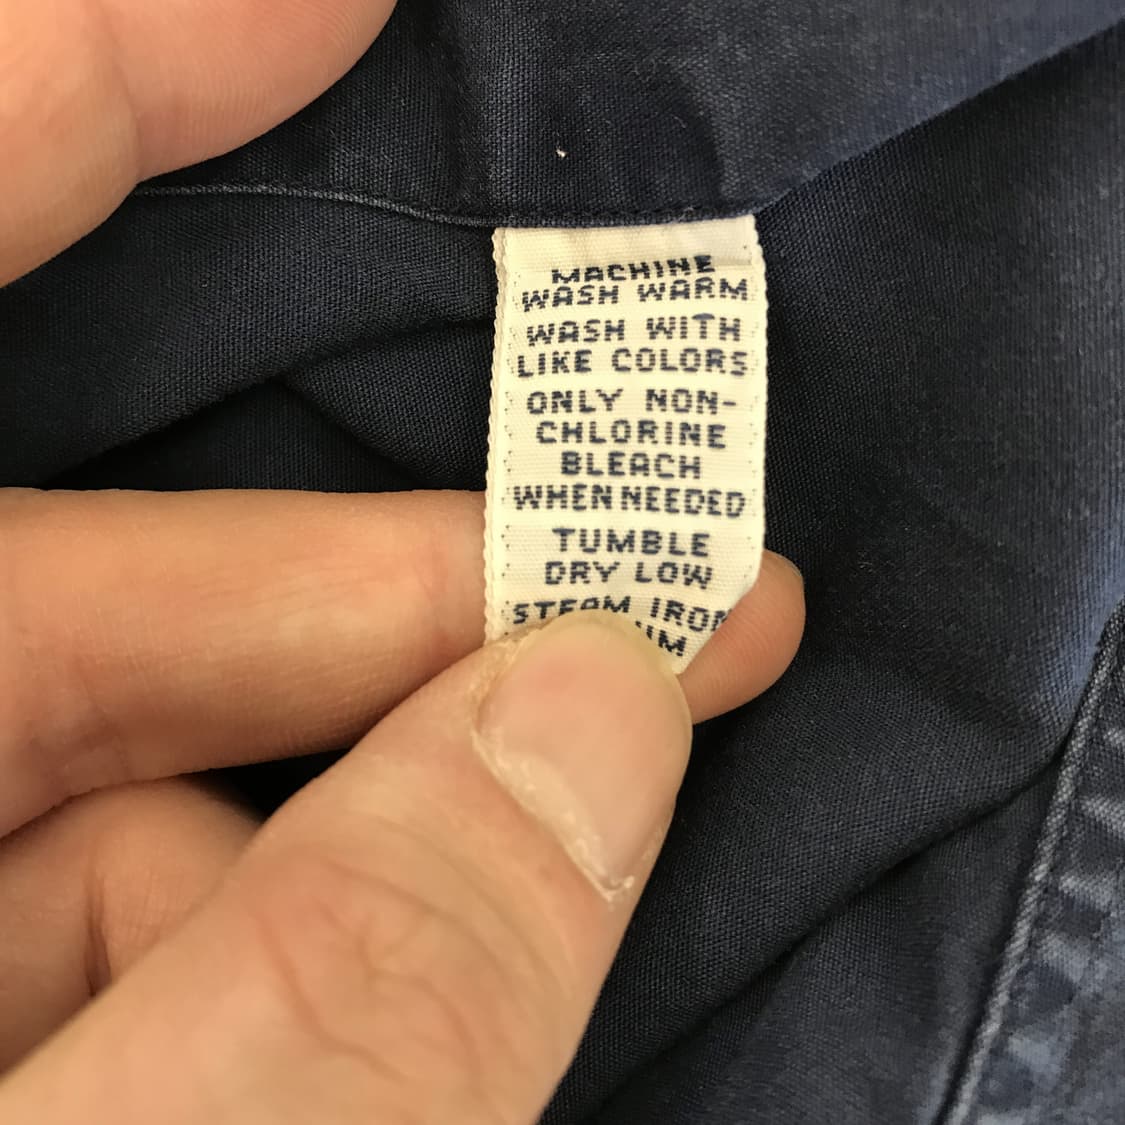 MACHINE
WASH WARM
WASH WITH
LIKE COLORS
ONLY NON-
CHLORINE
BLEACH
WHEN NEEDED
TUMBLE
DRY LOW
STEAM IRON